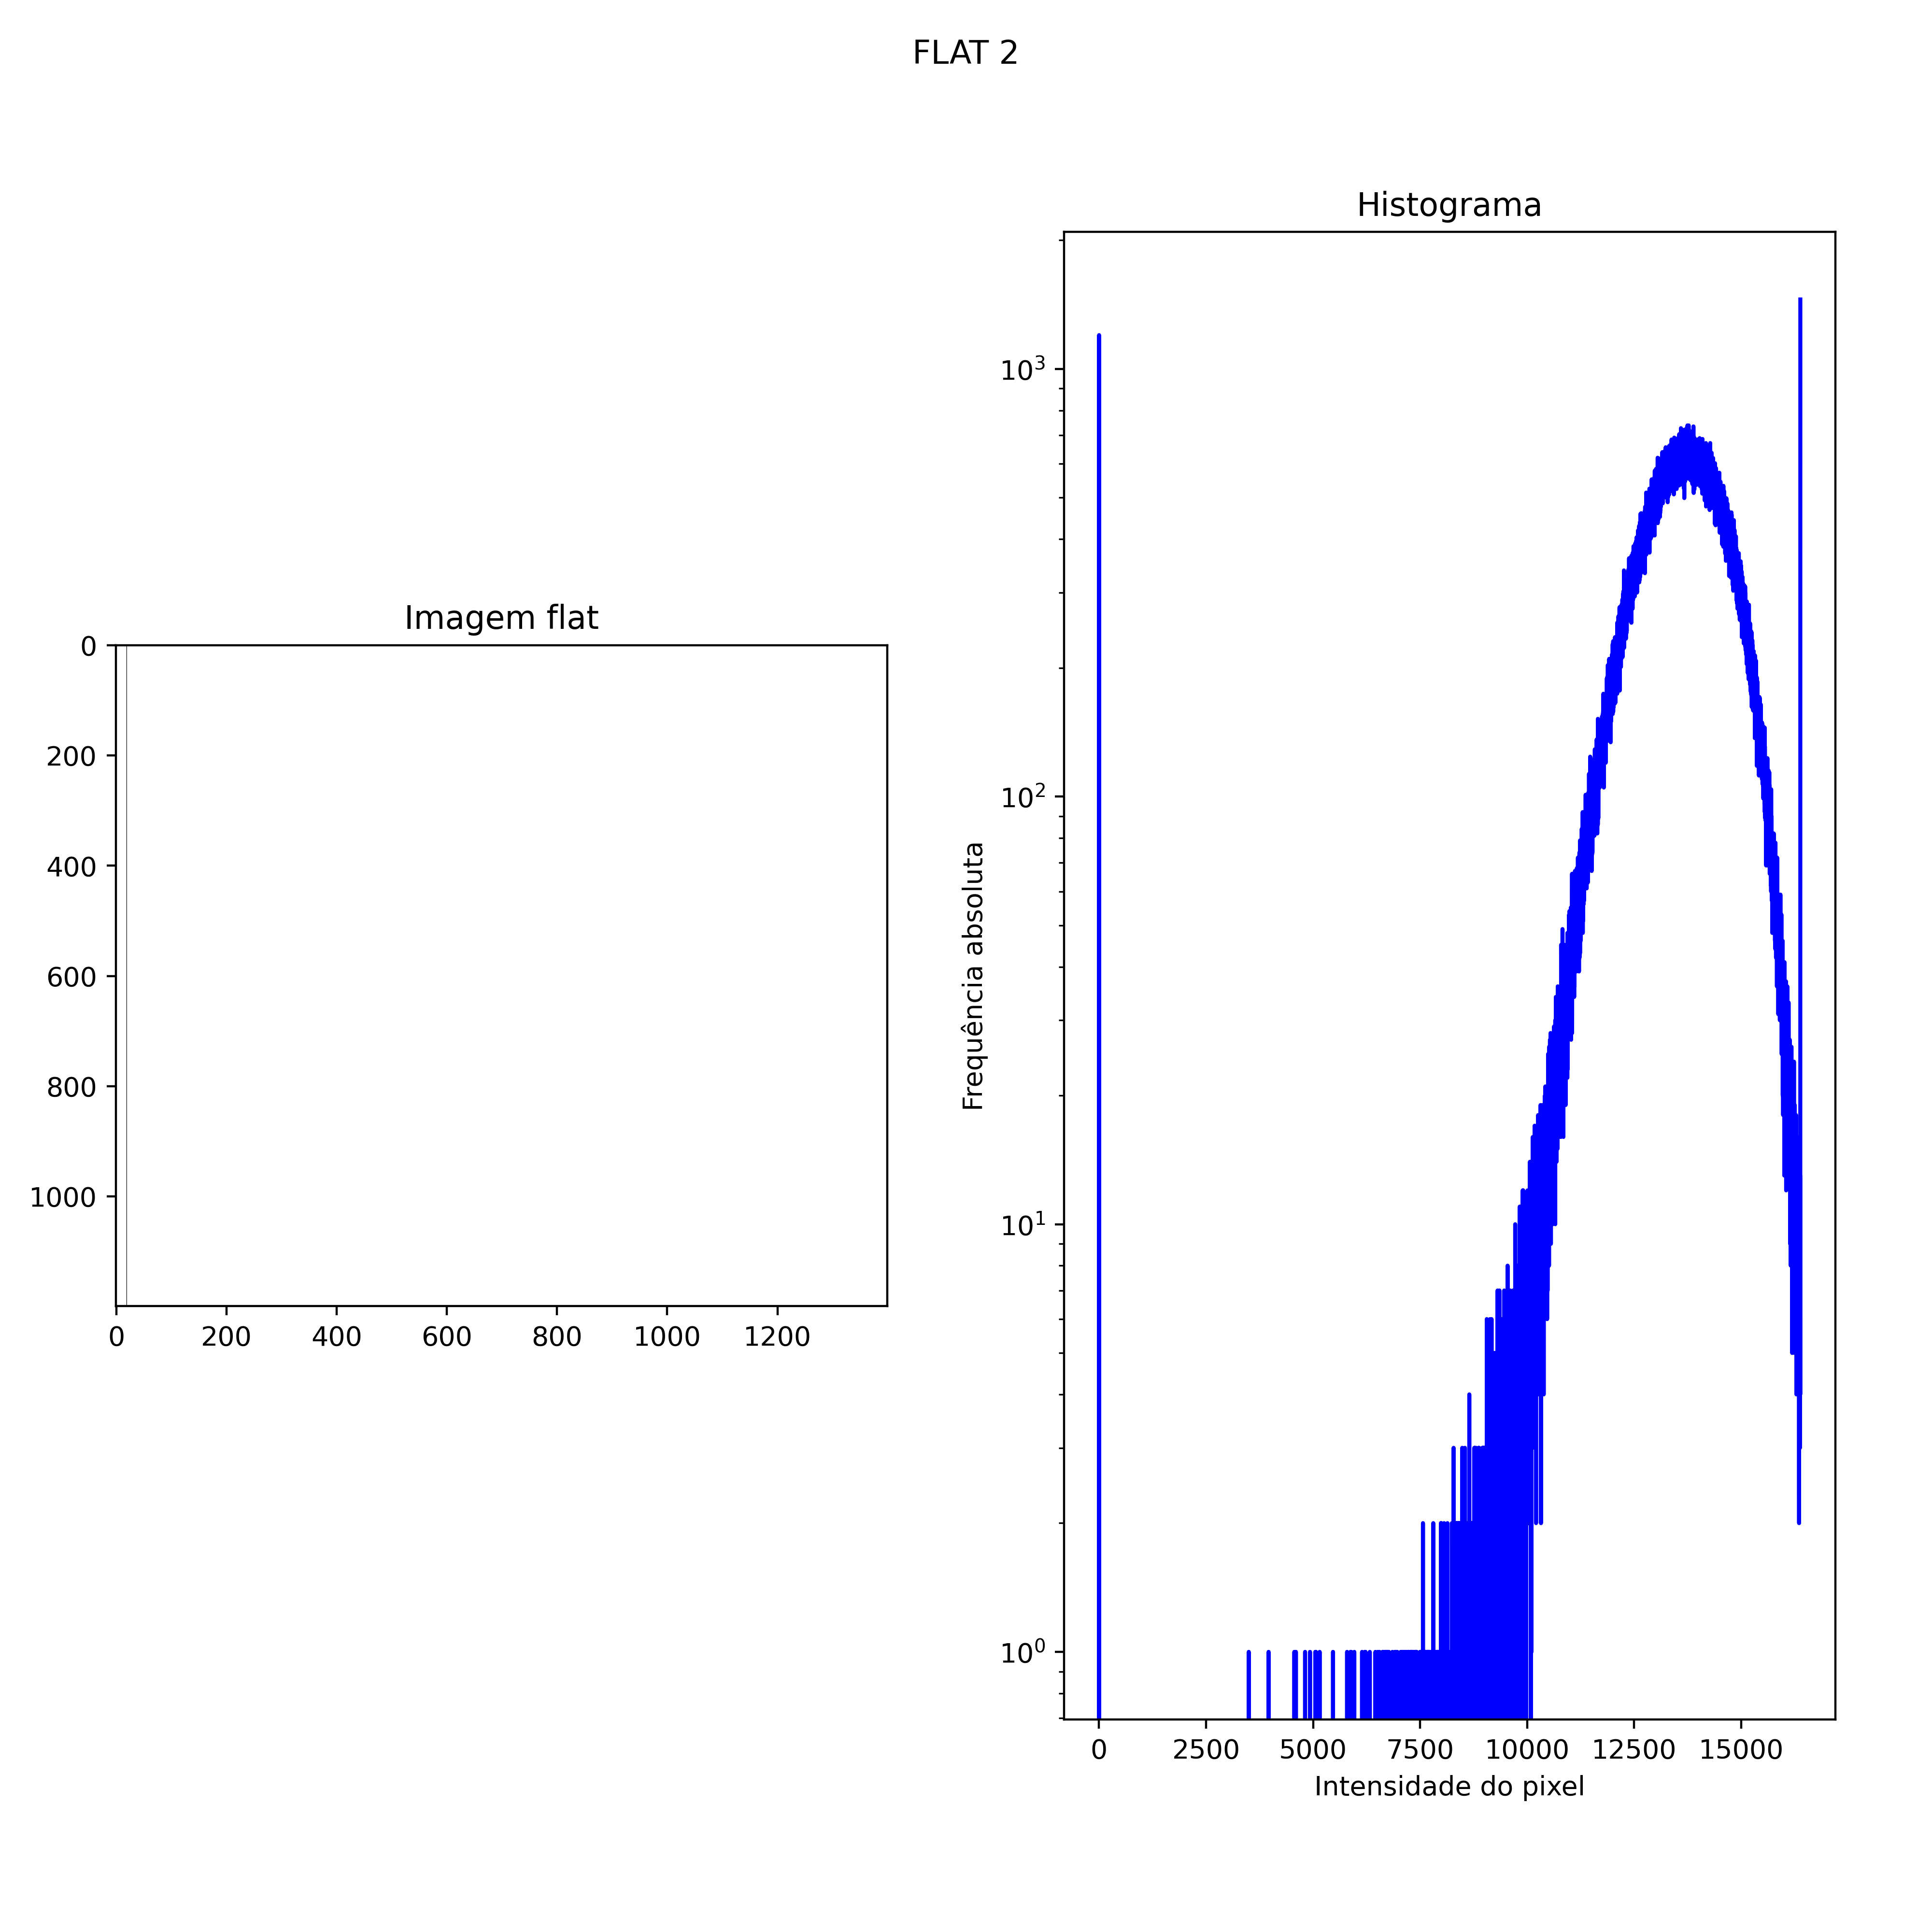 FLAT 2
Imagem flat
0
200
400
600
800
1000
0 200 400 600 800 1000 1200
Histograma
10³
10²
10¹
10⁰
Frequência absoluta
0 2500 5000 7500 10000 12500 15000
Intensidade do pixel